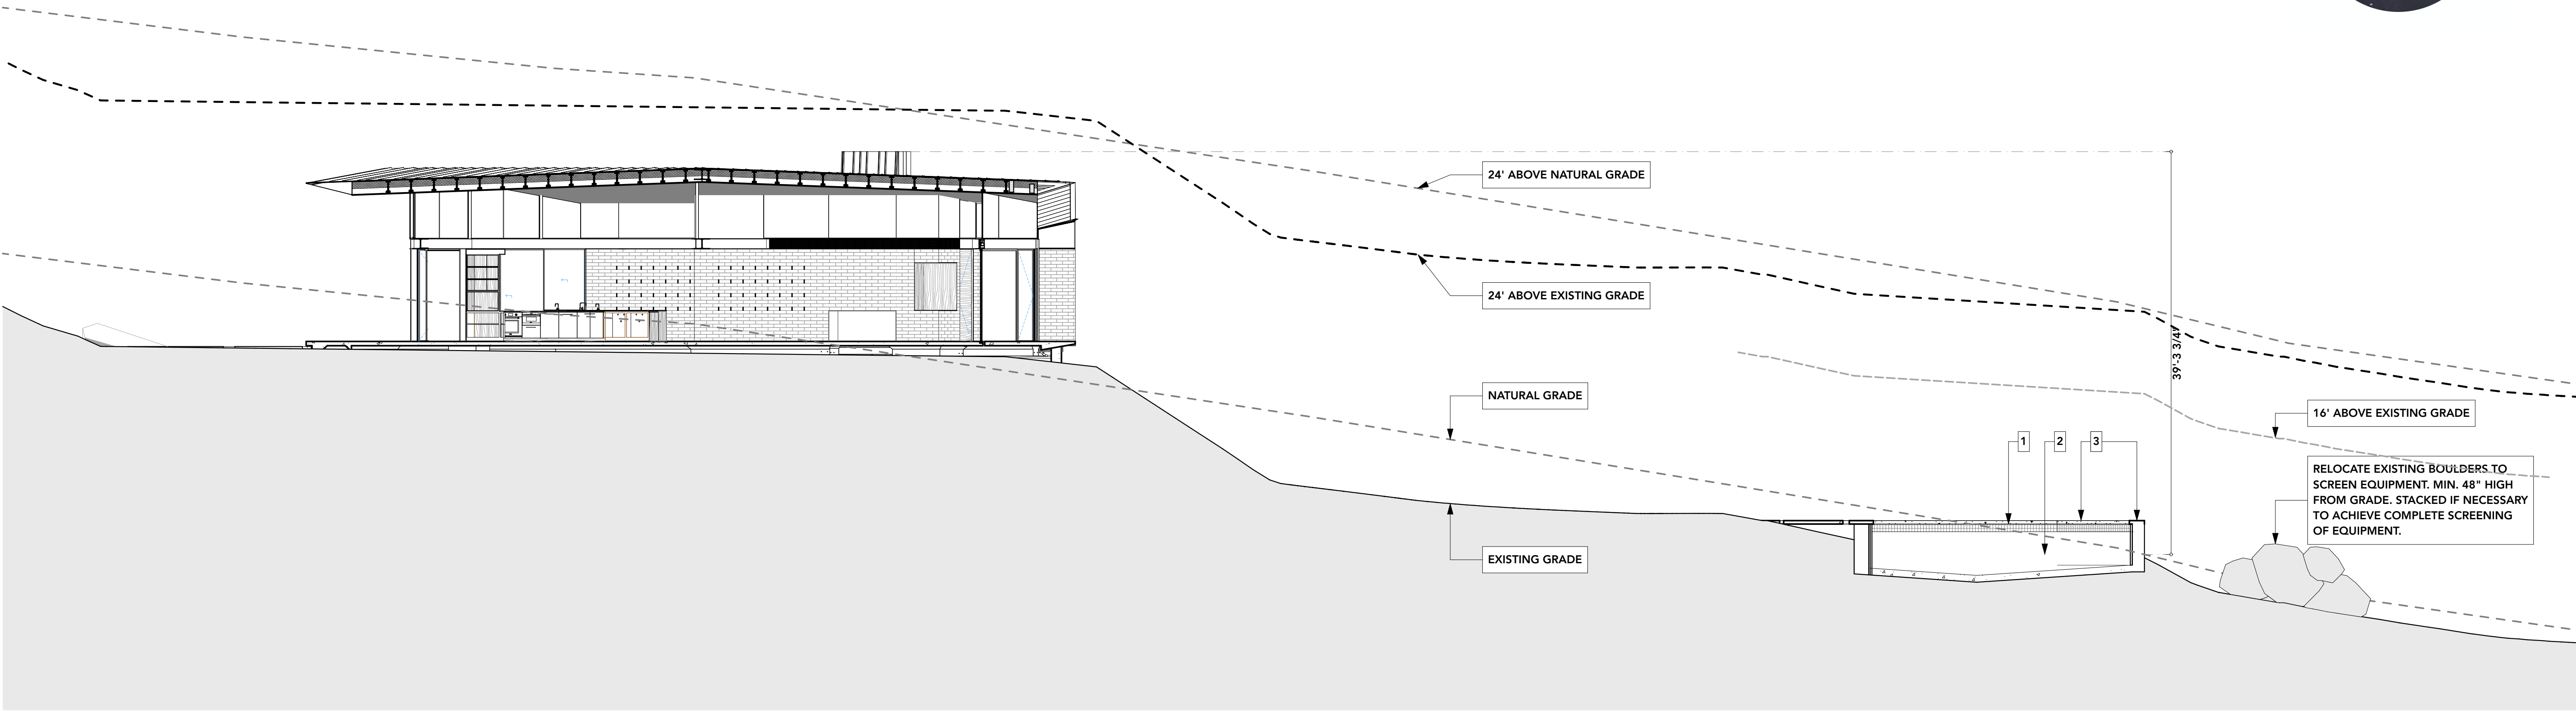 24' ABOVE NATURAL GRADE
24' ABOVE EXISTING GRADE
39'-3 3/4"
NATURAL GRADE
16' ABOVE EXISTING GRADE
1
2
3
RELOCATE EXISTING BOULDERS TO
SCREEN EQUIPMENT. MIN. 48" HIGH
FROM GRADE. STACKED IF NECESSARY
TO ACHIEVE COMPLETE SCREENING
OF EQUIPMENT.
EXISTING GRADE